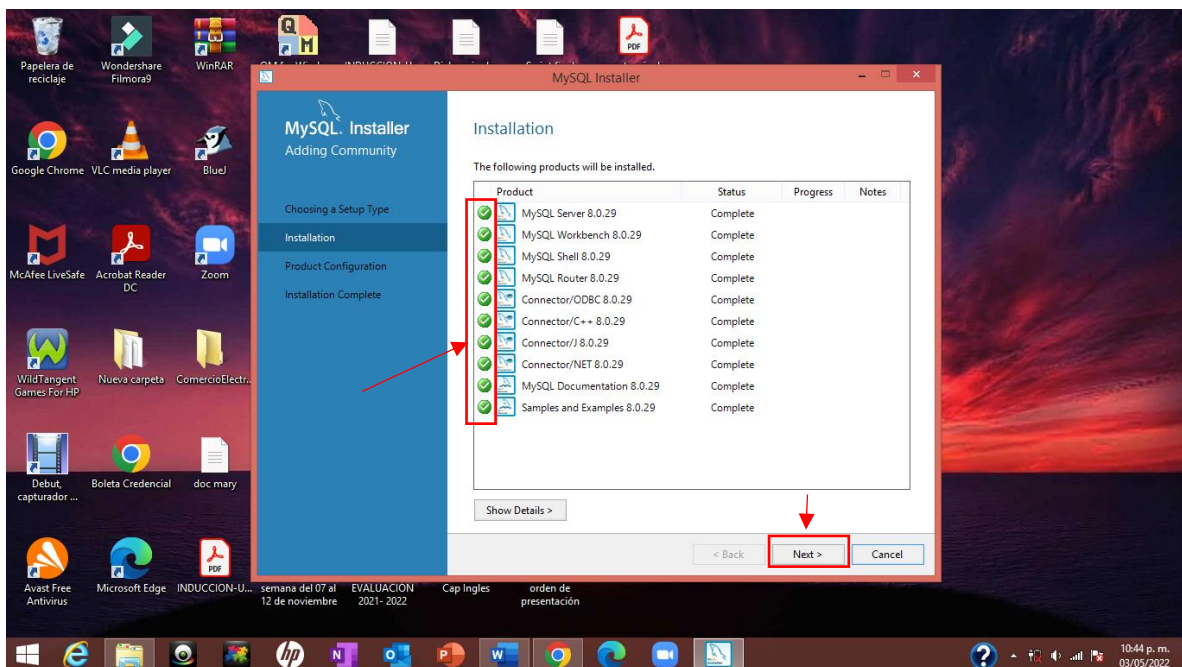 Papelera de reciclaje
Wondershare Filmora9
WinRAR
MySQL Installer
MySQL. Installer
Adding Community
Choosing a Setup Type
Installation
Product Configuration
Installation Complete
Installation
The following products will be installed.
Product Status Progress Notes
MySQL Server 8.0.29 Complete
MySQL Workbench 8.0.29 Complete
MySQL Shell 8.0.29 Complete
MySQL Router 8.0.29 Complete
Connector/ODBC 8.0.29 Complete
Connector/C++ 8.0.29 Complete
Connector/J 8.0.29 Complete
Connector/NET 8.0.29 Complete
MySQL Documentation 8.0.29 Complete
Samples and Examples 8.0.29 Complete
Show Details >
< Back Next > Cancel
Google Chrome
VLC media player
BlueJ
McAfee LiveSafe
Acrobat Reader DC
Zoom
WildTangent Games For HP
Nueva carpeta
ComercioElectr...
Debut, capturador ...
Boleta Credencial
doc mary
Avast Free Antivirus
Microsoft Edge
PDF
INDUCCION-U...
semana del 07 al 12 de noviembre
EVALUACION 2021- 2022
Cap Ingles
orden de presentación
PDF
10:44 p. m.
03/05/2022